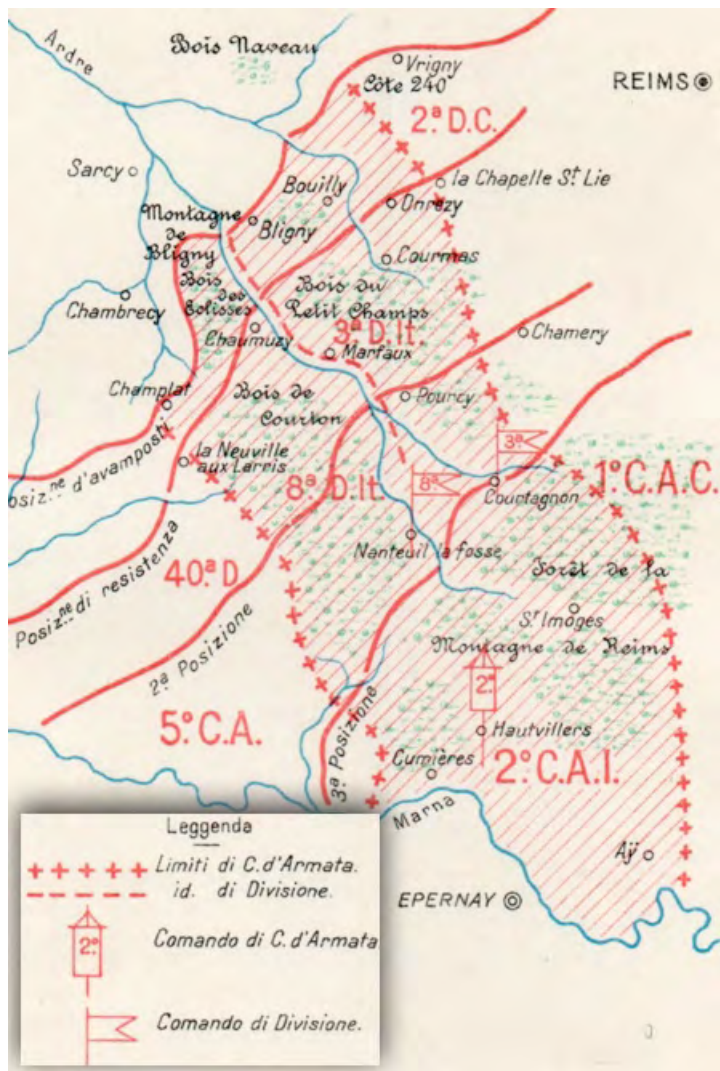 Ardre
Bois Naveau
Vrigny
REIMS
Côte 240
2ª D.C.
Sarcy
la Chapelle St Lie
Bouilly
Onrezy
Montagne
de
Bligny
Bligny
Courmas
Bois
des
Eclisses
Bois du
Petit Champs
Chambrecy
3ª D.It.
Chaumuzy
Marfaux
Chamery
Champlat
Bois de
Courton
Pourcy
la Neuville
aux Larris
osiz.ne d'avamposti
3ª
8ª D.It.
8ª
Courtagnon
1° C.A.C.
Nanteuil la fosse
Posiz.ne di resistenza
40ª D.
Forêt de la
St Imoges
Montagne de Reims
2ª Posizione
2°
5° C.A.
3ª Posizione
Hautvillers
Cumières
2° C.A.I.
Marna
Aÿ
EPERNAY
Leggenda
Limiti di C. d'Armata.
id. di Divisione.
2°
Comando di C. d'Armata
Comando di Divisione.